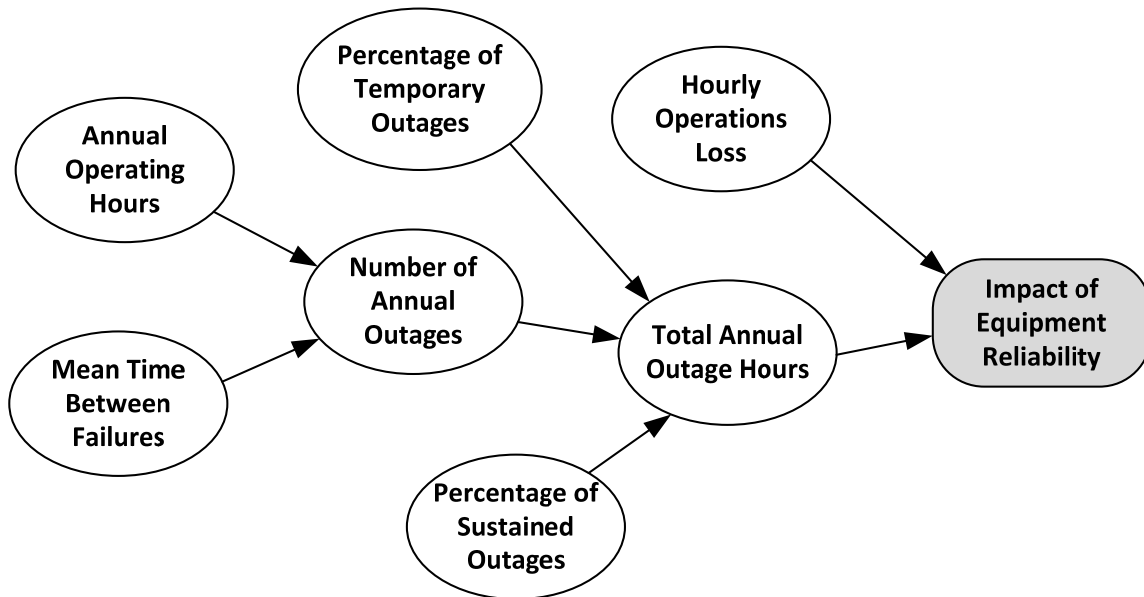 Percentage of
Temporary
Outages
Hourly
Operations
Loss
Annual
Operating
Hours
Number of
Annual
Outages
Impact of
Equipment
Reliability
Total Annual
Outage Hours
Mean Time
Between
Failures
Percentage of
Sustained
Outages